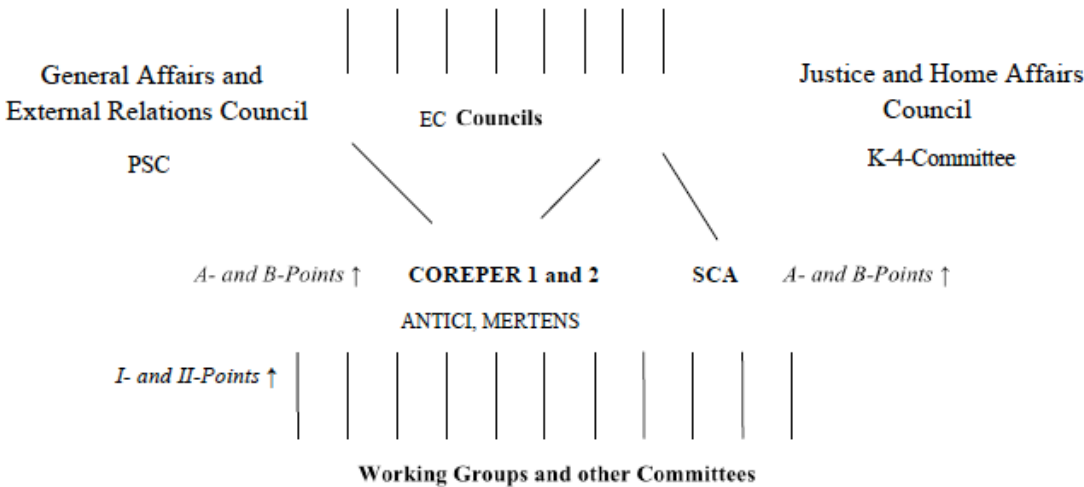 General Affairs and
External Relations Council
PSC
EC Councils
Justice and Home Affairs
Council
K-4-Committee
A- and B-Points ↑
COREPER 1 and 2
SCA
A- and B-Points ↑
ANTICI, MERTENS
I- and II-Points ↑
Working Groups and other Committees